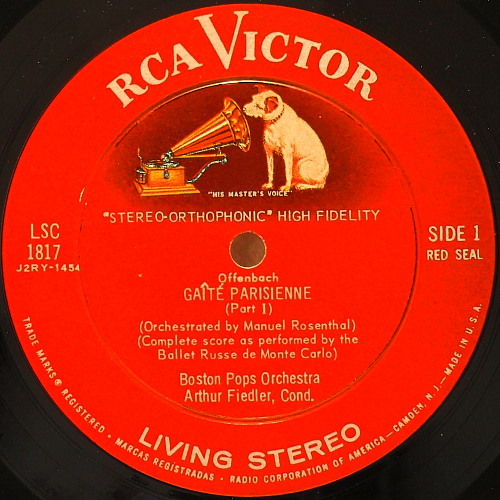 RCA VICTOR
"HIS MASTER'S VOICE"
"STEREO-ORTHOPHONIC" HIGH FIDELITY
LSC
1817
J2RY-1454
SIDE 1
RED SEAL
Offenbach
GAÎTÉ PARISIENNE
(Part 1)
(Orchestrated by Manuel Rosenthal)
(Complete score as performed by the
Ballet Russe de Monte Carlo)
Boston Pops Orchestra
Arthur Fiedler, Cond.
LIVING STEREO
TRADE MARKS ® REGISTERED · MARCAS REGISTRADAS · RADIO CORPORATION OF AMERICA—CAMDEN, N.J.—MADE IN U.S.A.